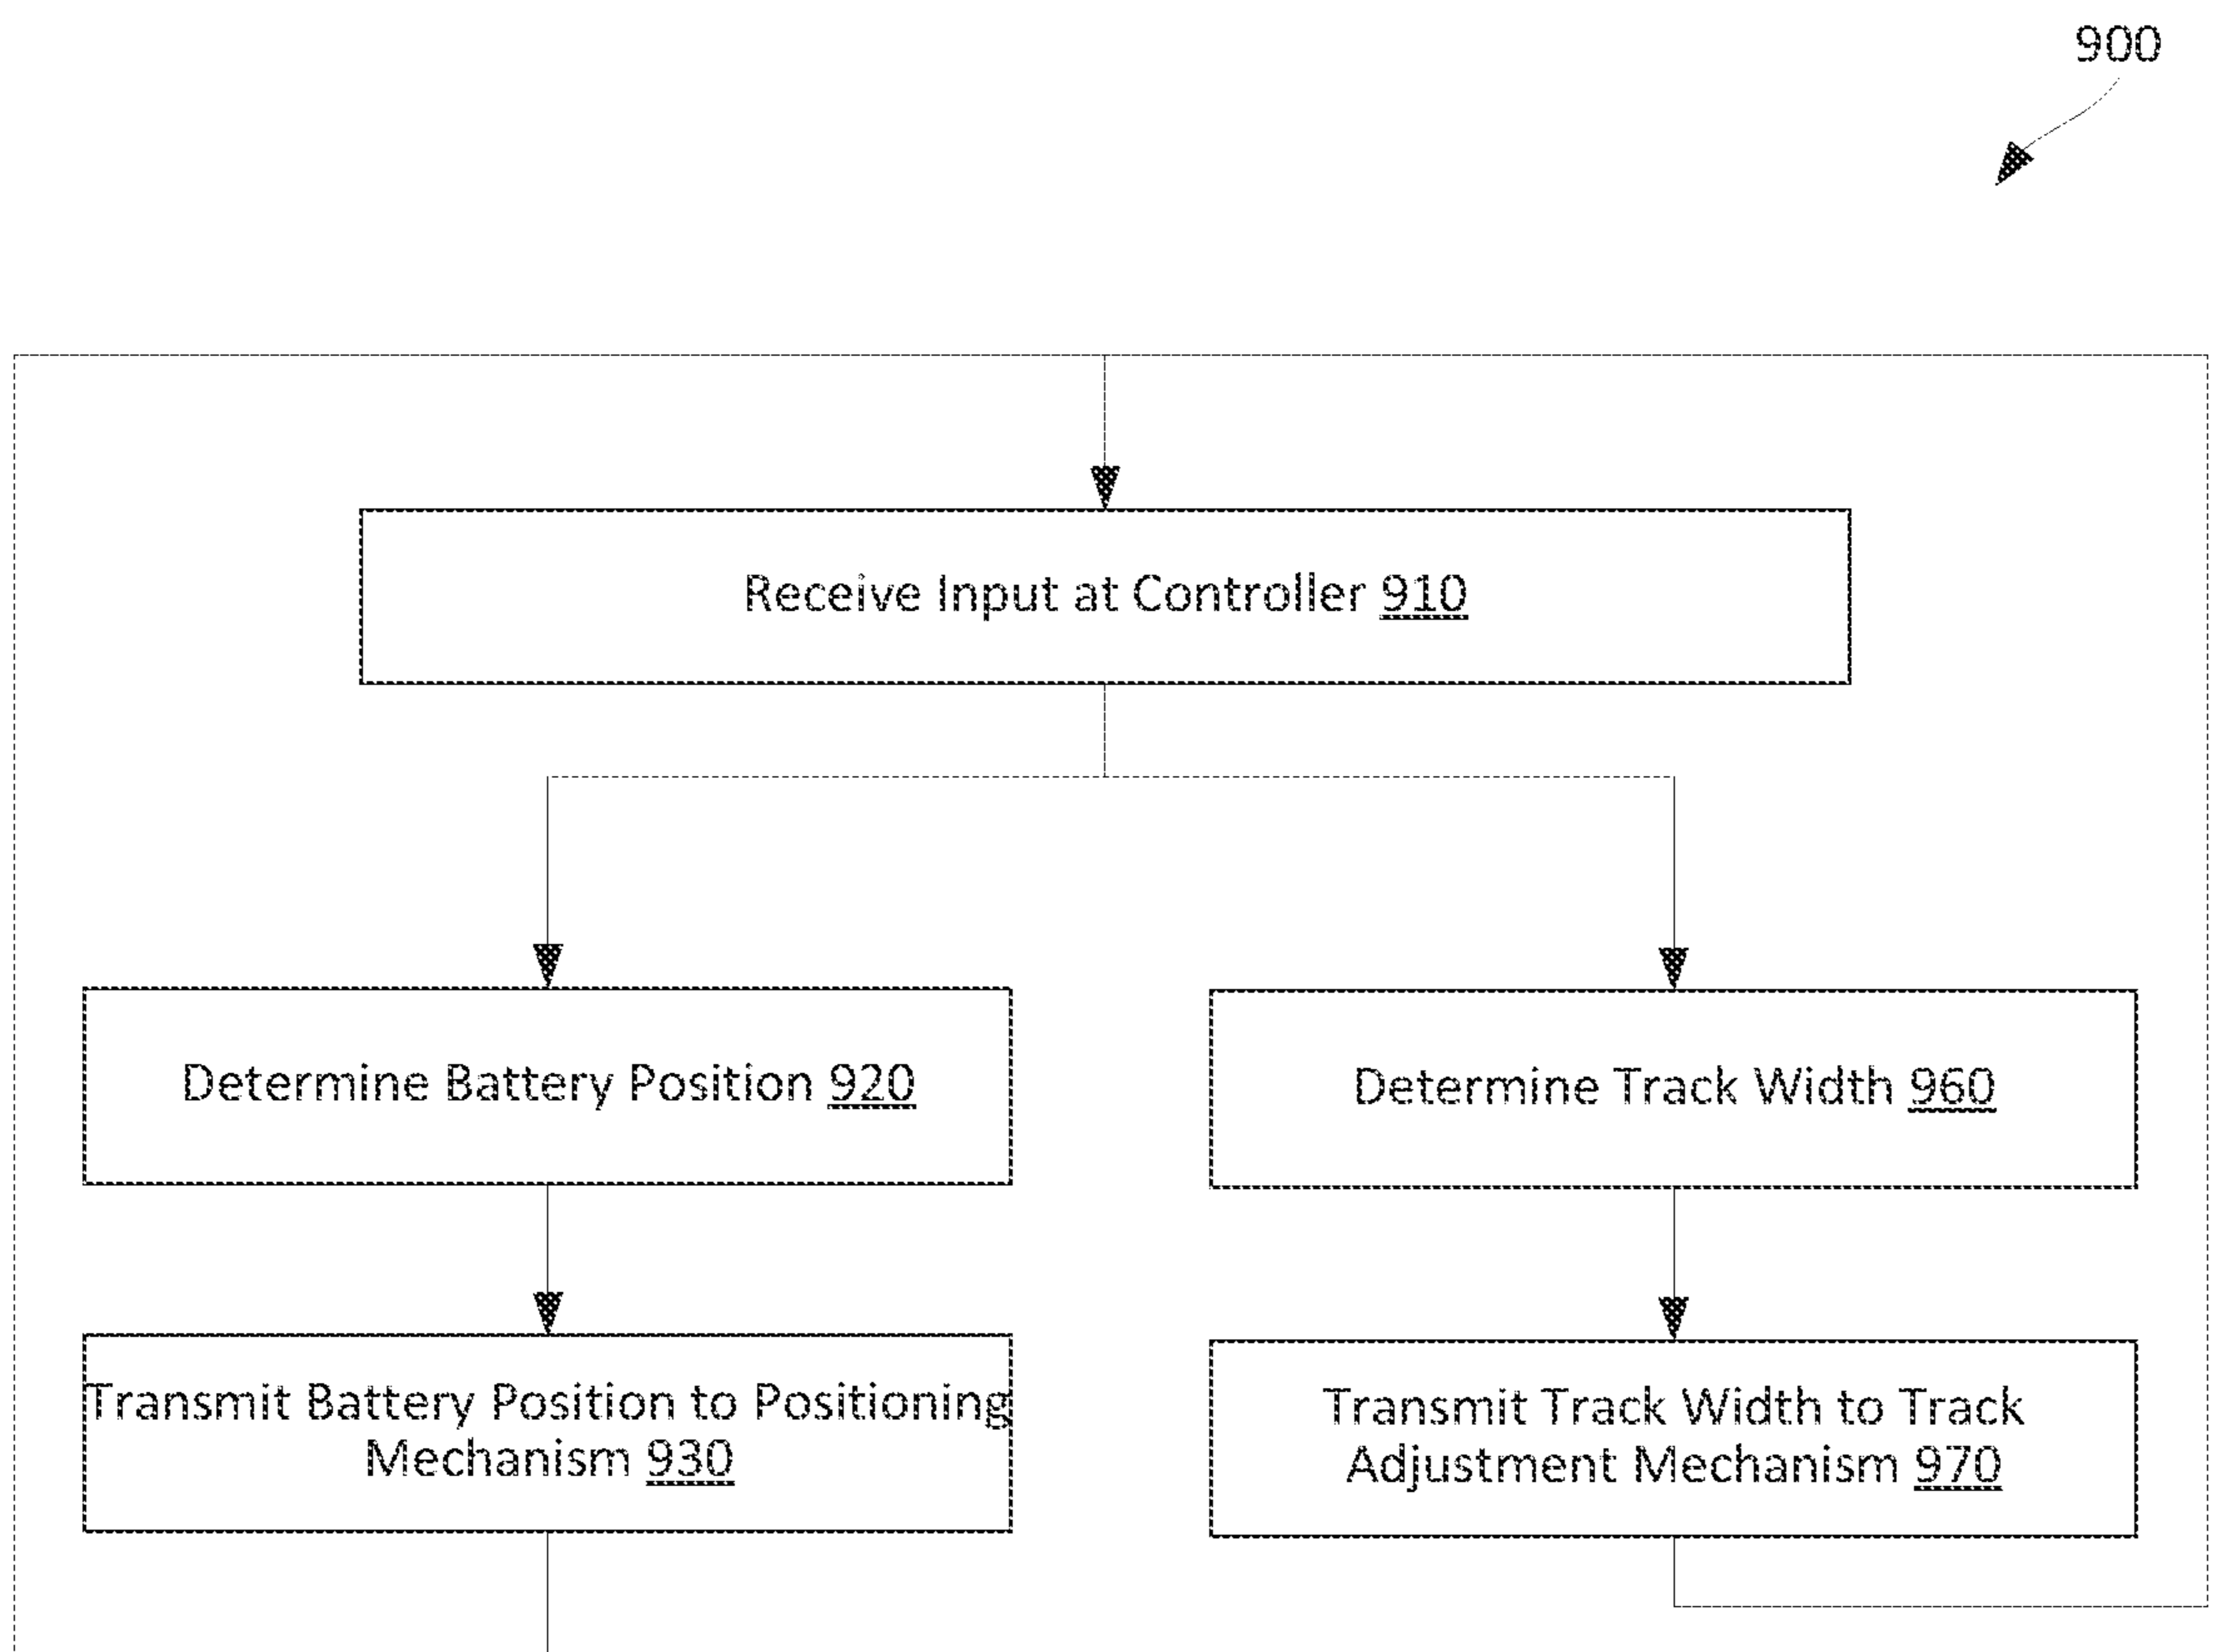 900
Receive Input at Controller 910
Determine Battery Position 920
Determine Track Width 960
Transmit Battery Position to Positioning
Mechanism 930
Transmit Track Width to Track
Adjustment Mechanism 970